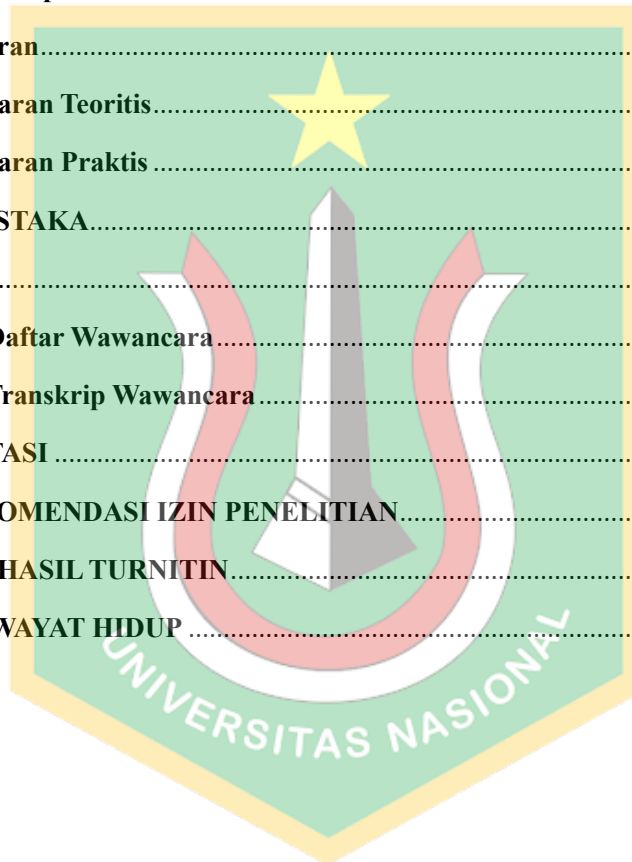 ran........................................................................................
aran Teoritis........................................................................
aran Praktis........................................................................
STAKA................................................................................
................................................................................................
Daftar Wawancara..............................................................
Transkrip Wawancara........................................................
TASI....................................................................................
OMENDASI IZIN PENELITIAN...................................
HASIL TURNITIN............................................................
WAYAT HIDUP..................................................................
UNIVERSITAS NASIONAL